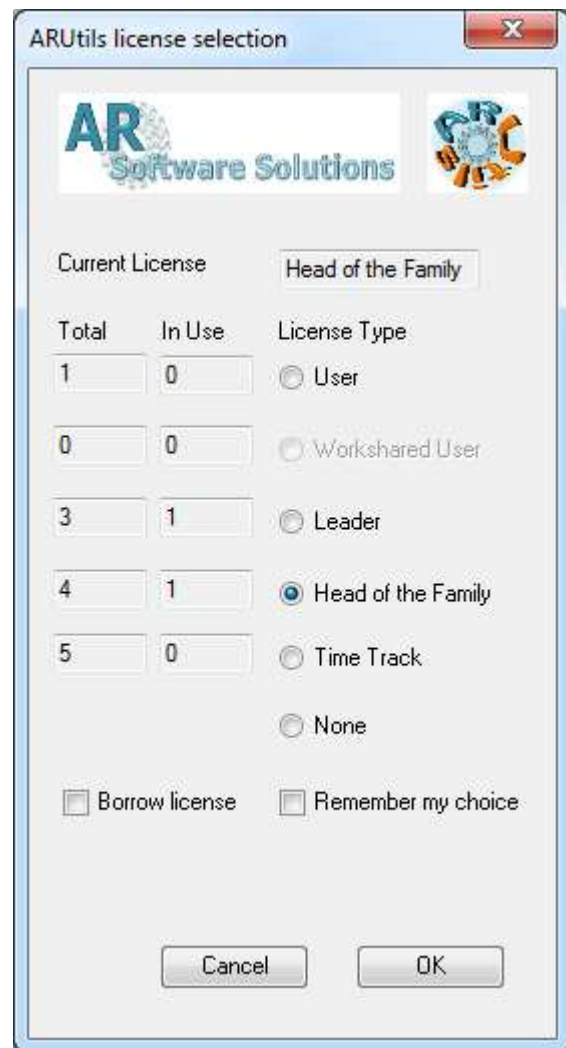 ARUtils license selection
AR
Software Solutions
Current License Head of the Family
Total In Use License Type
1 0 User
0 0 Workshared User
3 1 Leader
4 1 Head of the Family
5 0 Time Track
None
Borrow license Remember my choice
Cancel OK